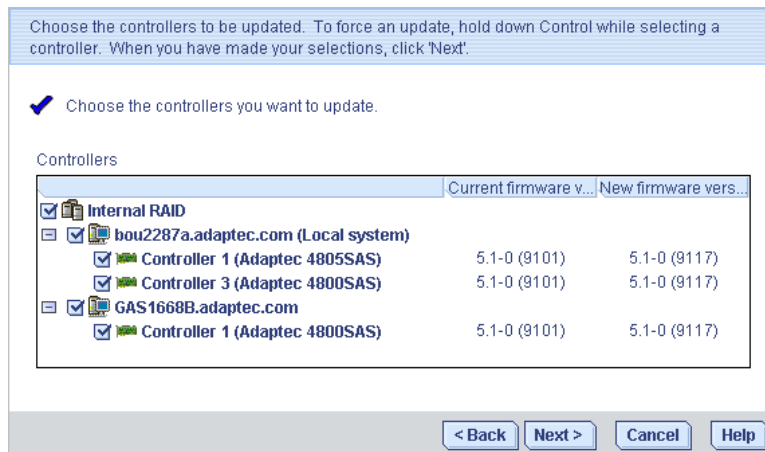 Choose the controllers to be updated. To force an update, hold down Control while selecting a
controller. When you have made your selections, click 'Next'.
Choose the controllers you want to update.
Controllers
Current firmware v... New firmware vers...
Internal RAID
bou2287a.adaptec.com (Local system)
Controller 1 (Adaptec 4805SAS) 5.1-0 (9101) 5.1-0 (9117)
Controller 3 (Adaptec 4800SAS) 5.1-0 (9101) 5.1-0 (9117)
GAS1668B.adaptec.com
Controller 1 (Adaptec 4800SAS) 5.1-0 (9101) 5.1-0 (9117)
< Back Next > Cancel Help